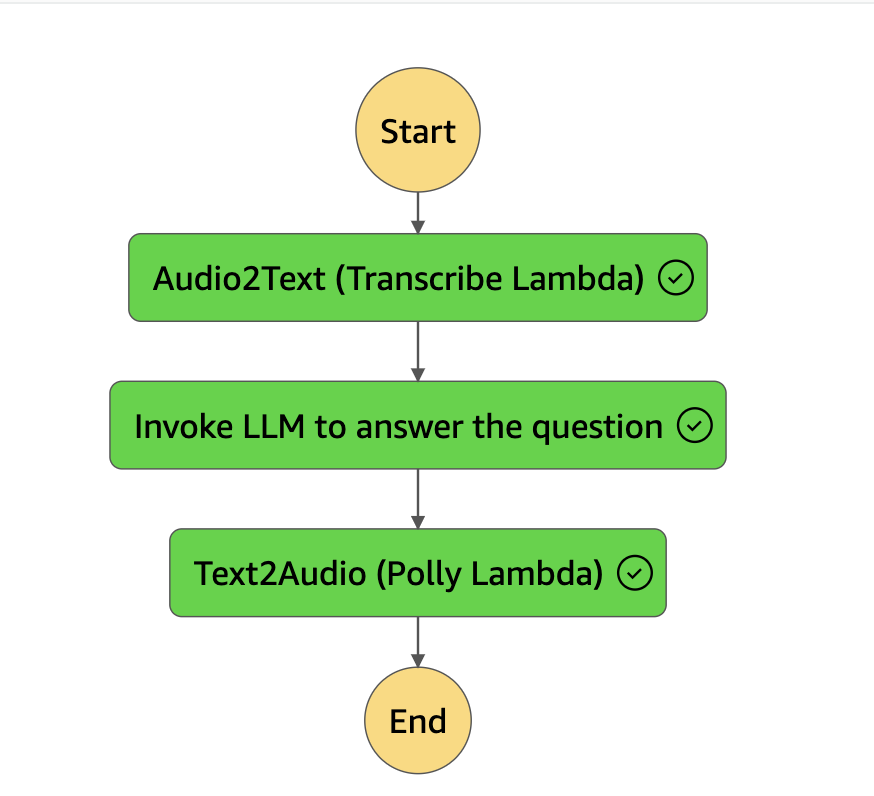 Start
Audio2Text (Transcribe Lambda)
Invoke LLM to answer the question
Text2Audio (Polly Lambda)
End